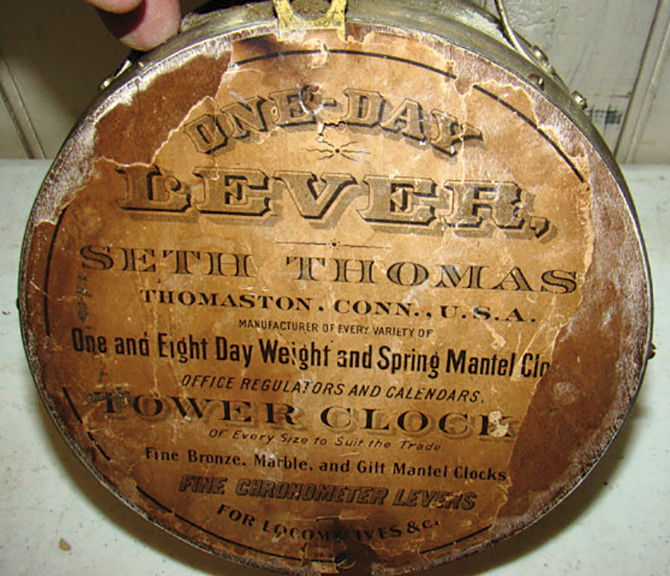 ONE-DAY
LEVER,
SETH THOMAS
THOMASTON, CONN., U.S.A.
MANUFACTURER OF EVERY VARIETY OF
One and Eight Day Weight and Spring Mantel Clo
OFFICE REGULATORS AND CALENDARS.
TOWER CLOCK
Of Every Size to Suit the Trade
Fine Bronze, Marble, and Gilt Mantel Clocks
FINE CHRONOMETER LEVERS
FOR LOCOMOTIVES &c.